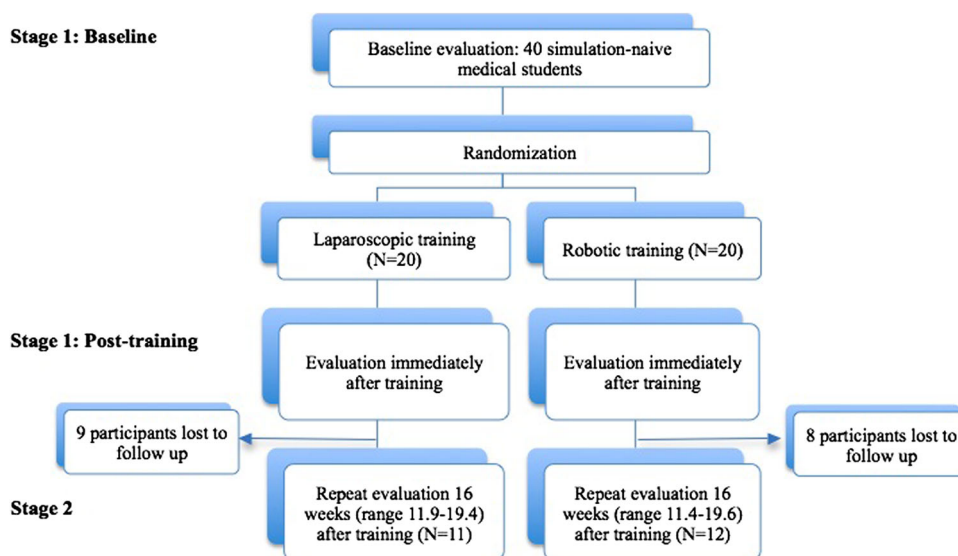 Stage 1: Baseline
Baseline evaluation: 40 simulation-naive
medical students
Randomization
Laparoscopic training
(N=20)
Robotic training (N=20)
Stage 1: Post-training
Evaluation immediately
after training
Evaluation immediately
after training
9 participants lost to
follow up
8 participants lost to
follow up
Stage 2
Repeat evaluation 16
weeks (range 11.9-19.4)
after training (N=11)
Repeat evaluation 16
weeks (range 11.4-19.6)
after training (N=12)